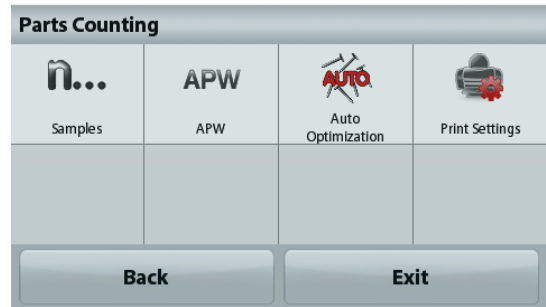 Parts Counting
n...
APW
AUTO
Samples
APW
Auto
Optimization
Print Settings
Back
Exit